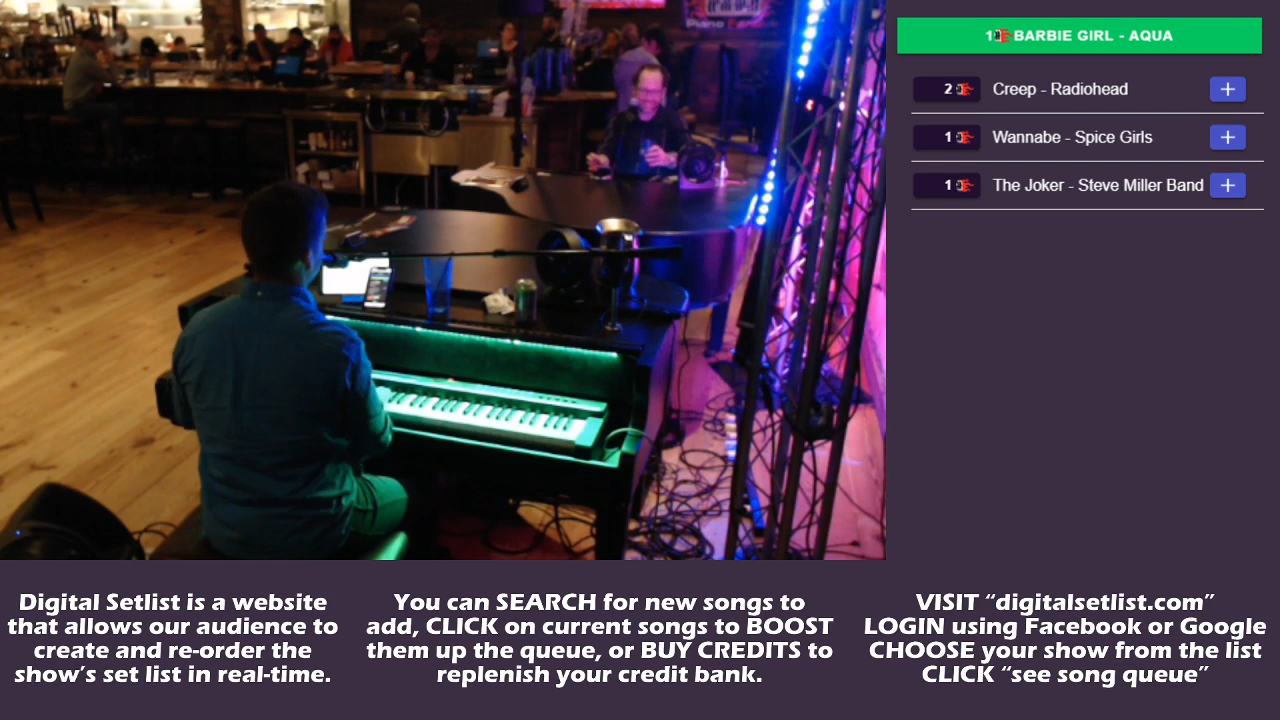 Piano
1 BARBIE GIRL - AQUA
2 Creep - Radiohead +
1 Wannabe - Spice Girls +
1 The Joker - Steve Miller Band +
Digital Setlist is a website
that allows our audience to
create and re-order the
show's set list in real-time.
You can SEARCH for new songs to
add, CLICK on current songs to BOOST
them up the queue, or BUY CREDITS to
replenish your credit bank.
VISIT “digitalsetlist.com”
LOGIN using Facebook or Google
CHOOSE your show from the list
CLICK “see song queue”